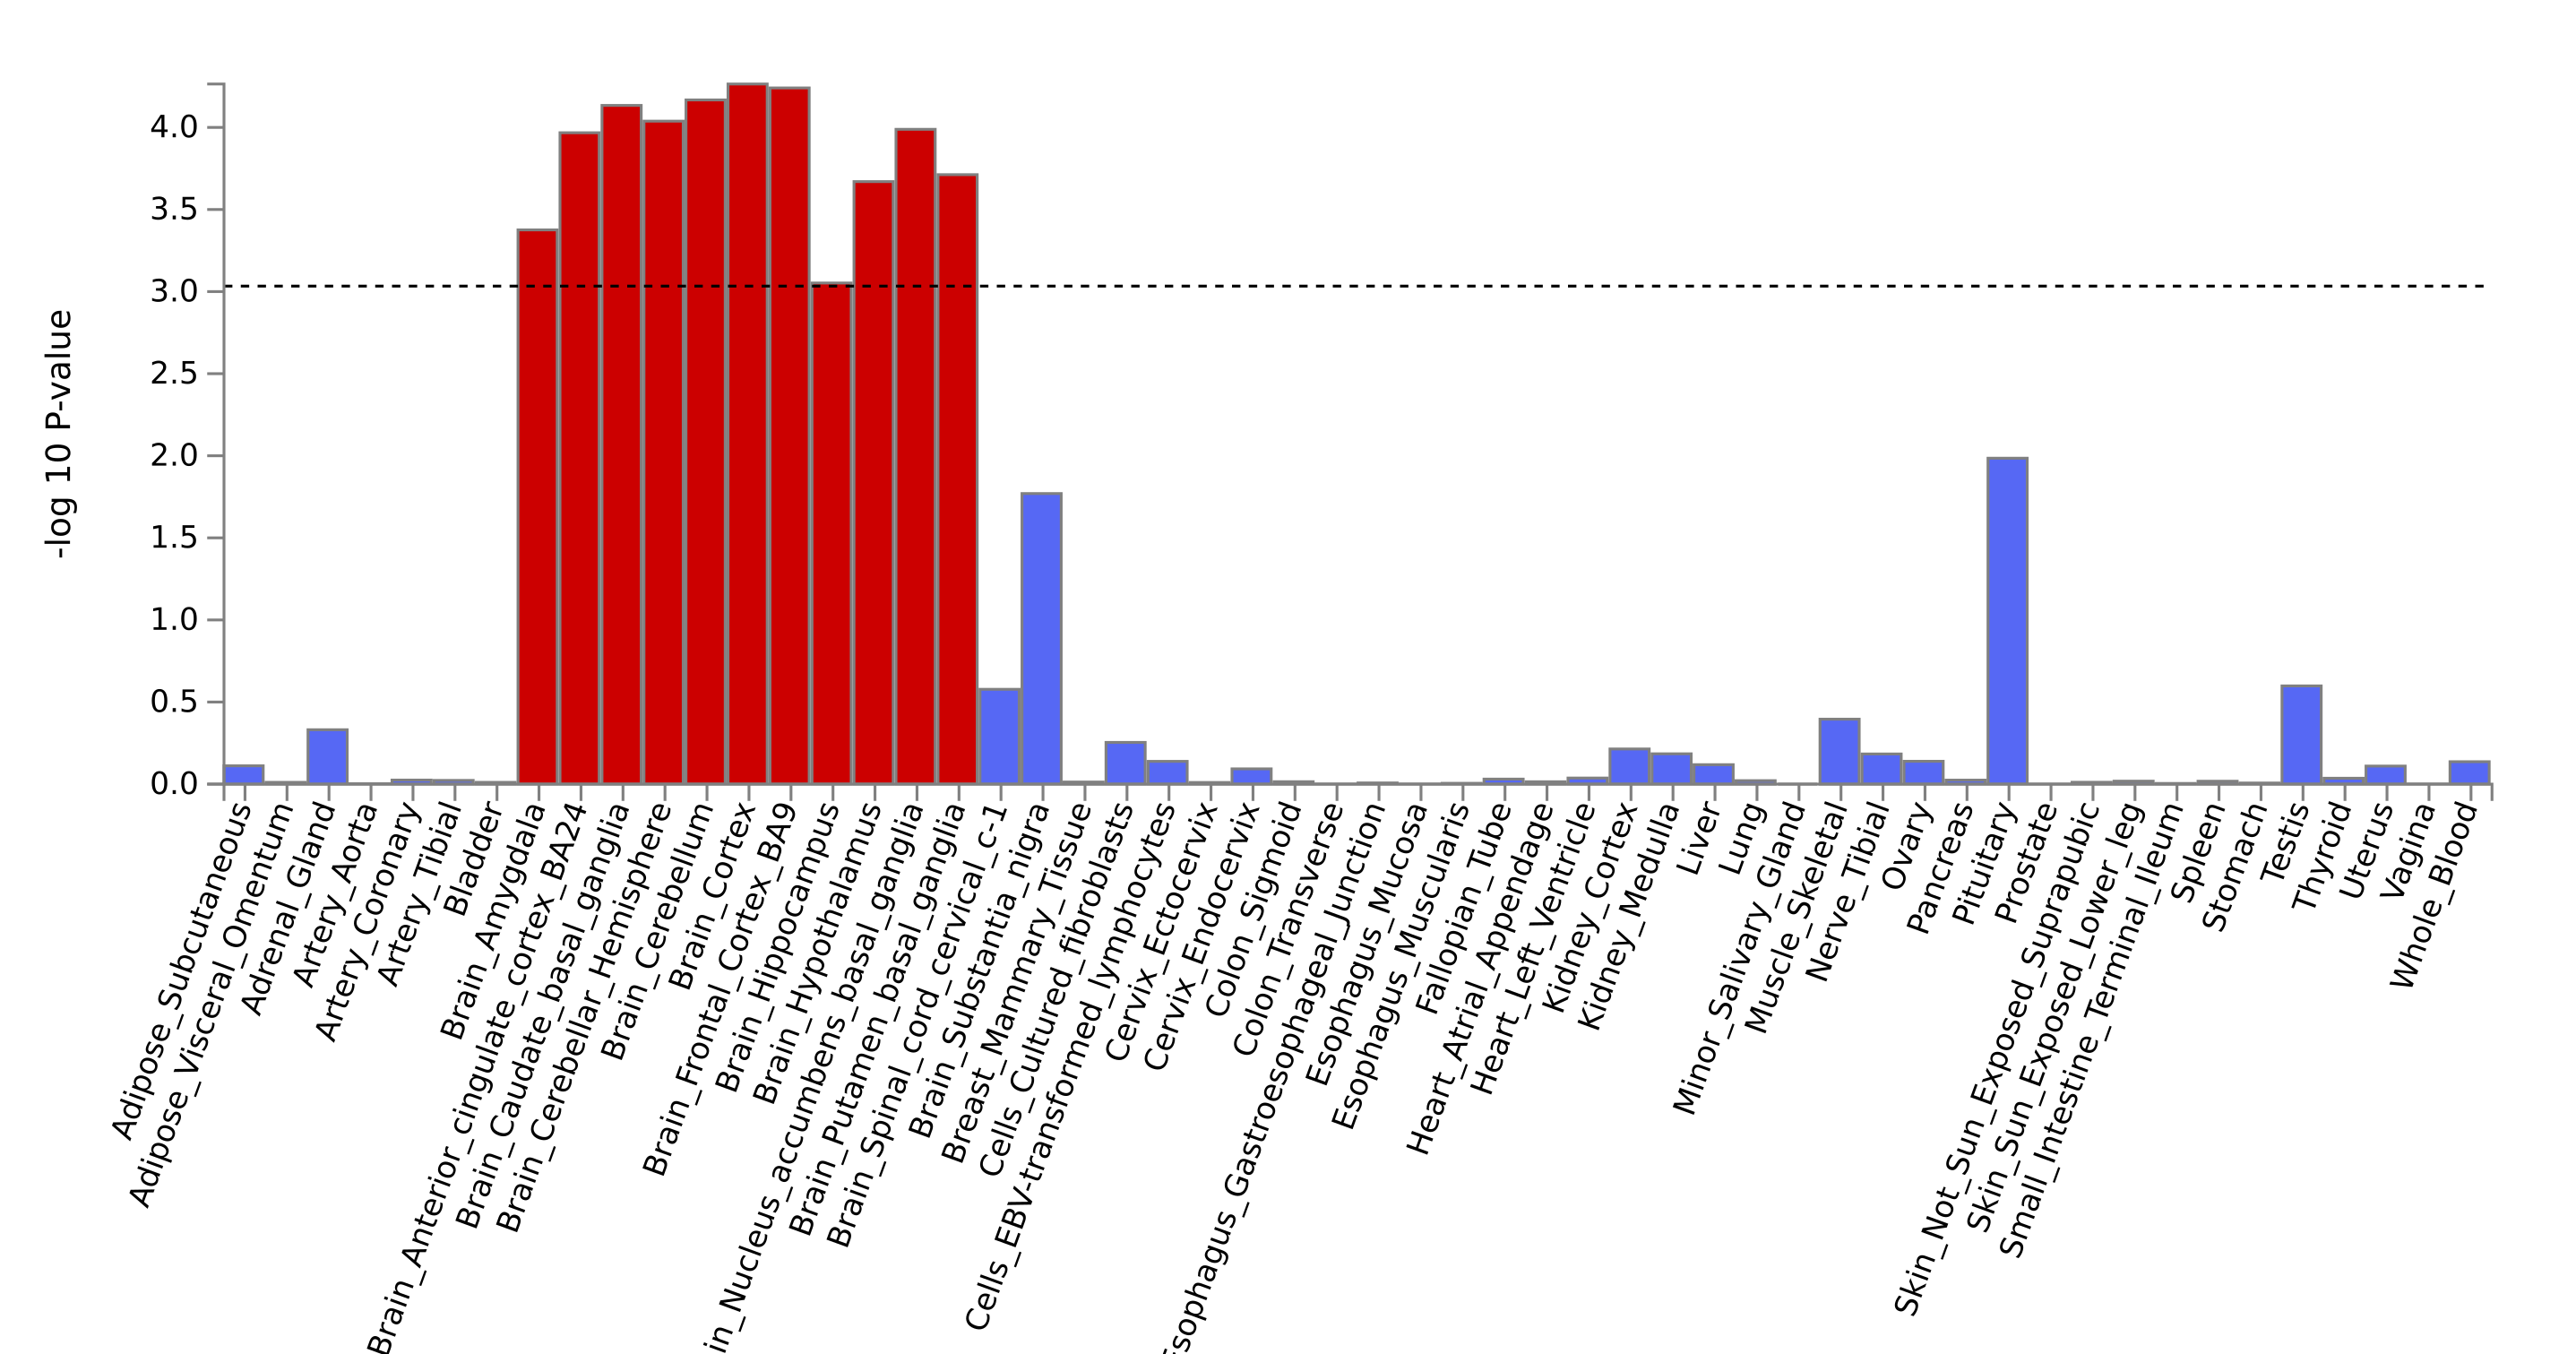 -log 10 P-value
4.0
3.5
3.0
2.5
2.0
1.5
1.0
0.5
0.0
Adipose_Subcutaneous
Adipose_Visceral_Omentum
Adrenal_Gland
Artery_Aorta
Artery_Coronary
Artery_Tibial
Bladder
Brain_Amygdala
Brain_Anterior_cingulate_cortex_BA24
Brain_Caudate_basal_ganglia
Brain_Cerebellar_Hemisphere
Brain_Cerebellum
Brain_Cortex
Brain_Frontal_Cortex_BA9
Brain_Hippocampus
Brain_Hypothalamus
in_Nucleus_accumbens_basal_ganglia
Brain_Putamen_basal_ganglia
Brain_Spinal_cord_cervical_c-1
Brain_Substantia_nigra
Breast_Mammary_Tissue
Cells_Cultured_fibroblasts
Cells_EBV-transformed_lymphocytes
Cervix_Ectocervix
Cervix_Endocervix
Colon_Sigmoid
Colon_Transverse
Esophagus_Gastroesophageal_Junction
Esophagus_Mucosa
Esophagus_Muscularis
Fallopian_Tube
Heart_Atrial_Appendage
Heart_Left_Ventricle
Kidney_Cortex
Kidney_Medulla
Liver
Lung
Minor_Salivary_Gland
Muscle_Skeletal
Nerve_Tibial
Ovary
Pancreas
Pituitary
Prostate
Skin_Not_Sun_Exposed_Suprapubic
Skin_Sun_Exposed_Lower_leg
Small_Intestine_Terminal_Ileum
Spleen
Stomach
Testis
Thyroid
Uterus
Vagina
Whole_Blood